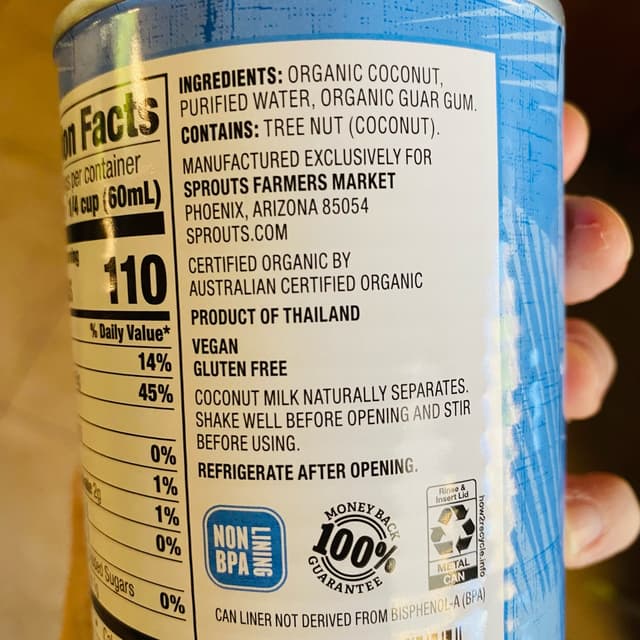 on Facts
per container
1/4 cup (60mL)
110
% Daily Value*
14%
45%
0%
1%
2g
1%
0%
Sugars
0%
INGREDIENTS: ORGANIC COCONUT,
PURIFIED WATER, ORGANIC GUAR GUM.
CONTAINS: TREE NUT (COCONUT).
MANUFACTURED EXCLUSIVELY FOR
SPROUTS FARMERS MARKET
PHOENIX, ARIZONA 85054
SPROUTS.COM
CERTIFIED ORGANIC BY
AUSTRALIAN CERTIFIED ORGANIC
PRODUCT OF THAILAND
VEGAN
GLUTEN FREE
COCONUT MILK NATURALLY SEPARATES.
SHAKE WELL BEFORE OPENING AND STIR
BEFORE USING.
REFRIGERATE AFTER OPENING.
NON
BPA
LINING
MONEY BACK
100%
GUARANTEE
Rinse &
Insert Lid
METAL
CAN
how2recycle.info
CAN LINER NOT DERIVED FROM BISPHENOL-A (BPA)